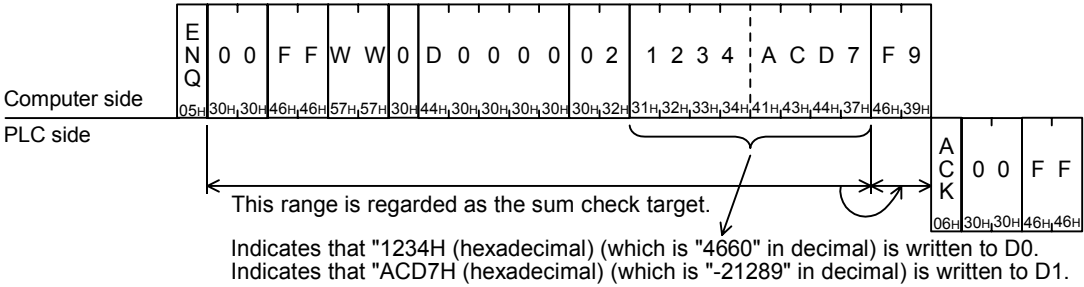 ENQ 0 0 F F W W 0 D 0 0 0 0 0 2 1 2 3 4 A C D 7 F 9
Computer side
05H 30H 30H 46H 46H 57H 57H 30H 44H 30H 30H 30H 30H 30H 32H 31H 32H 33H 34H 41H 43H 44H 37H 46H 39H
PLC side
ACK 0 0 F F
06H 30H 30H 46H 46H
This range is regarded as the sum check target.
Indicates that "1234H (hexadecimal) (which is "4660" in decimal) is written to D0.
Indicates that "ACD7H (hexadecimal) (which is "-21289" in decimal) is written to D1.